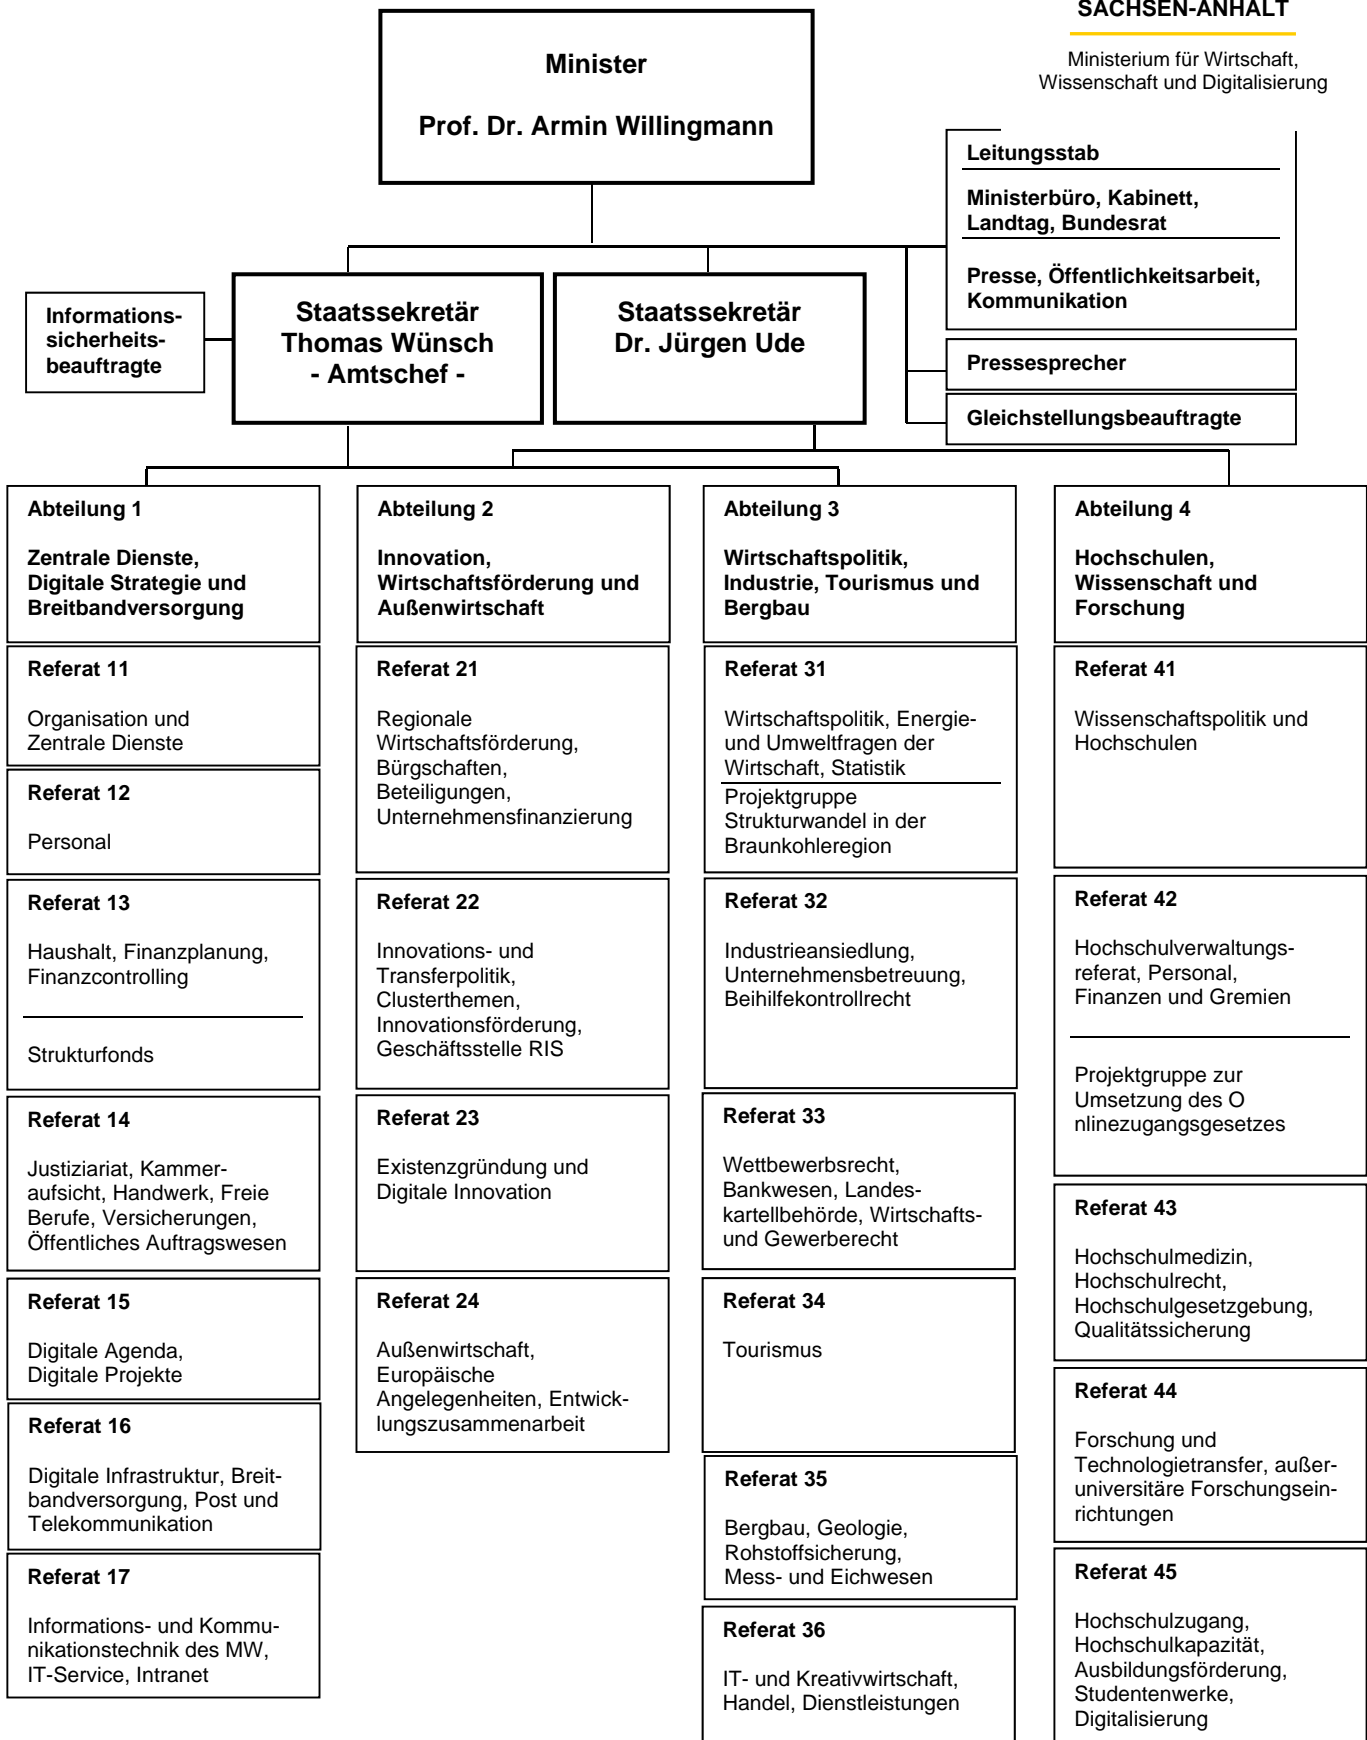 SACHSEN-ANHALT
Ministerium für Wirtschaft,
Wissenschaft und Digitalisierung
Minister
Prof. Dr. Armin Willingmann
Leitungsstab
Ministerbüro, Kabinett,
Landtag, Bundesrat
Presse, Öffentlichkeitsarbeit,
Kommunikation
Pressesprecher
Gleichstellungsbeauftragte
Informations-
sicherheits-
beauftragte
Staatssekretär
Thomas Wünsch
- Amtschef -
Staatssekretär
Dr. Jürgen Ude
Abteilung 1
Zentrale Dienste,
Digitale Strategie und
Breitbandversorgung
Referat 11
Organisation und
Zentrale Dienste
Referat 12
Personal
Referat 13
Haushalt, Finanzplanung,
Finanzcontrolling
Strukturfonds
Referat 14
Justiziariat, Kammer-
aufsicht, Handwerk, Freie
Berufe, Versicherungen,
Öffentliches Auftragswesen
Referat 15
Digitale Agenda,
Digitale Projekte
Referat 16
Digitale Infrastruktur, Breit-
bandversorgung, Post und
Telekommunikation
Referat 17
Informations- und Kommu-
nikationstechnik des MW,
IT-Service, Intranet
Abteilung 2
Innovation,
Wirtschaftsförderung und
Außenwirtschaft
Referat 21
Regionale
Wirtschaftsförderung,
Bürgschaften,
Beteiligungen,
Unternehmensfinanzierung
Referat 22
Innovations- und
Transferpolitik,
Clusterthemen,
Innovationsförderung,
Geschäftsstelle RIS
Referat 23
Existenzgründung und
Digitale Innovation
Referat 24
Außenwirtschaft,
Europäische
Angelegenheiten, Entwick-
lungszusammenarbeit
Abteilung 3
Wirtschaftspolitik,
Industrie, Tourismus und
Bergbau
Referat 31
Wirtschaftspolitik, Energie-
und Umweltfragen der
Wirtschaft, Statistik
Projektgruppe
Strukturwandel in der
Braunkohleregion
Referat 32
Industrieansiedlung,
Unternehmensbetreuung,
Beihilfekontrollrecht
Referat 33
Wettbewerbsrecht,
Bankwesen, Landes-
kartellbehörde, Wirtschafts-
und Gewerberecht
Referat 34
Tourismus
Referat 35
Bergbau, Geologie,
Rohstoffsicherung,
Mess- und Eichwesen
Referat 36
IT- und Kreativwirtschaft,
Handel, Dienstleistungen
Abteilung 4
Hochschulen,
Wissenschaft und
Forschung
Referat 41
Wissenschaftspolitik und
Hochschulen
Referat 42
Hochschulverwaltungs-
referat, Personal,
Finanzen und Gremien
Projektgruppe zur
Umsetzung des O
nlinezugangsgesetzes
Referat 43
Hochschulmedizin,
Hochschulrecht,
Hochschulgesetzgebung,
Qualitätssicherung
Referat 44
Forschung und
Technologietransfer, außer-
universitäre Forschungsein-
richtungen
Referat 45
Hochschulzugang,
Hochschulkapazität,
Ausbildungsförderung,
Studentenwerke,
Digitalisierung